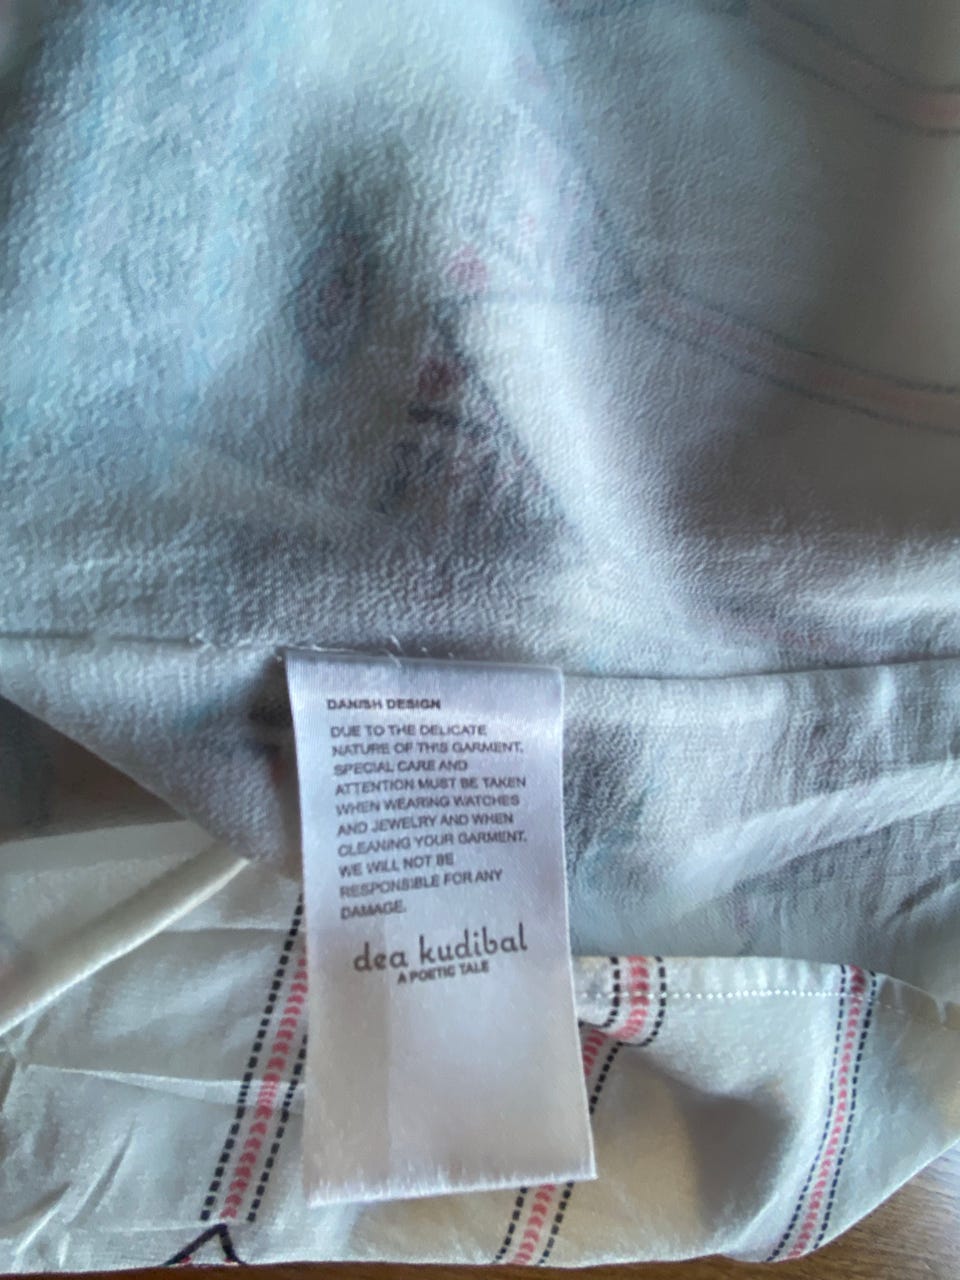 DANISH DESIGN
DUE TO THE DELICATE
NATURE OF THIS GARMENT,
SPECIAL CARE AND
ATTENTION MUST BE TAKEN
WHEN WEARING WATCHES
AND JEWELRY AND WHEN
CLEANING YOUR GARMENT.
WE WILL NOT BE
RESPONSIBLE FOR ANY
DAMAGE.
dea kudibal
A POETIC TALE